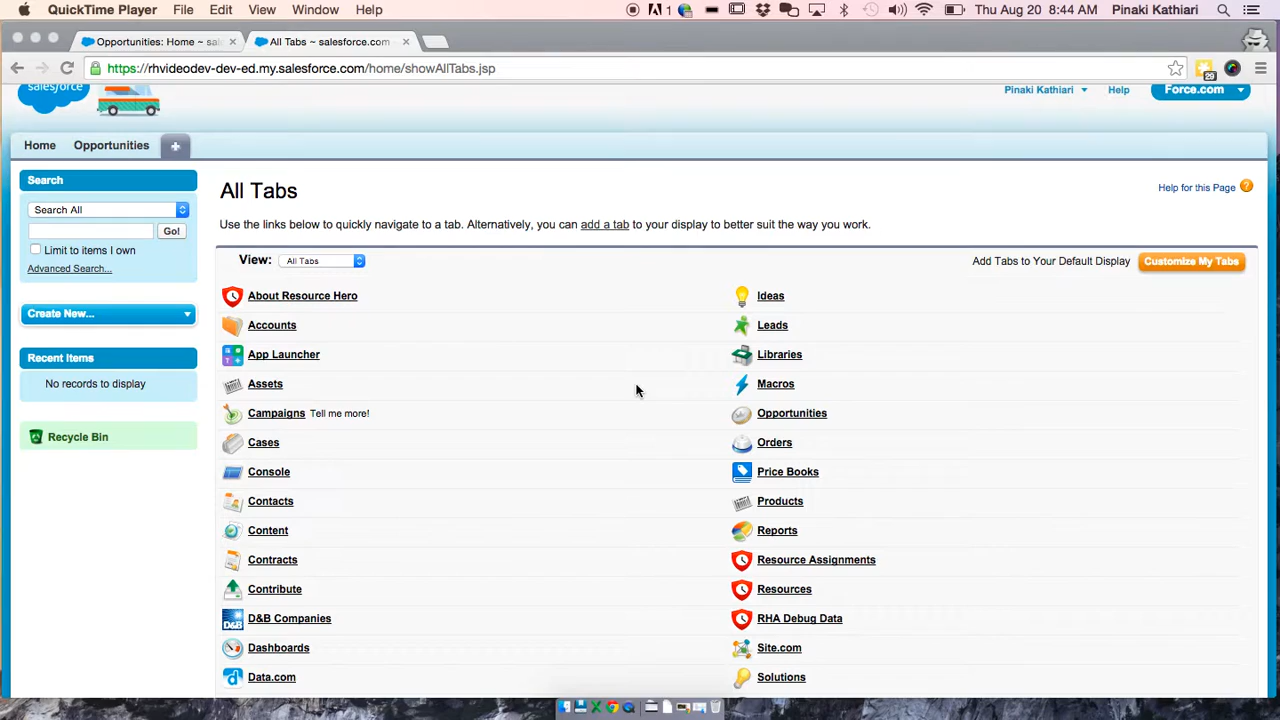 QuickTime Player File Edit View Window Help 1 Thu Aug 20 8:44 AM Pinaki Kathiari
Opportunities: Home ~ sal
All Tabs ~ salesforce.com -
https://rhvideodev-dev-ed.my.salesforce.com/home/showAllTabs.jsp
29
salesforce
Pinaki Kathiari Help Force.com
Home Opportunities +
Search
Search All
Go!
Limit to items I own
Advanced Search...
Create New...
Recent Items
No records to display
Recycle Bin
All Tabs
Help for this Page ?
Use the links below to quickly navigate to a tab. Alternatively, you can add a tab to your display to better suit the way you work.
View: All Tabs
Add Tabs to Your Default Display Customize My Tabs
About Resource Hero
Accounts
App Launcher
Assets
Campaigns Tell me more!
Cases
Console
Contacts
Content
Contracts
Contribute
D&B D&B Companies
Dashboards
Data.com
Ideas
Leads
Libraries
Macros
Opportunities
Orders
Price Books
Products
Reports
Resource Assignments
Resources
RHA Debug Data
Site.com
Solutions